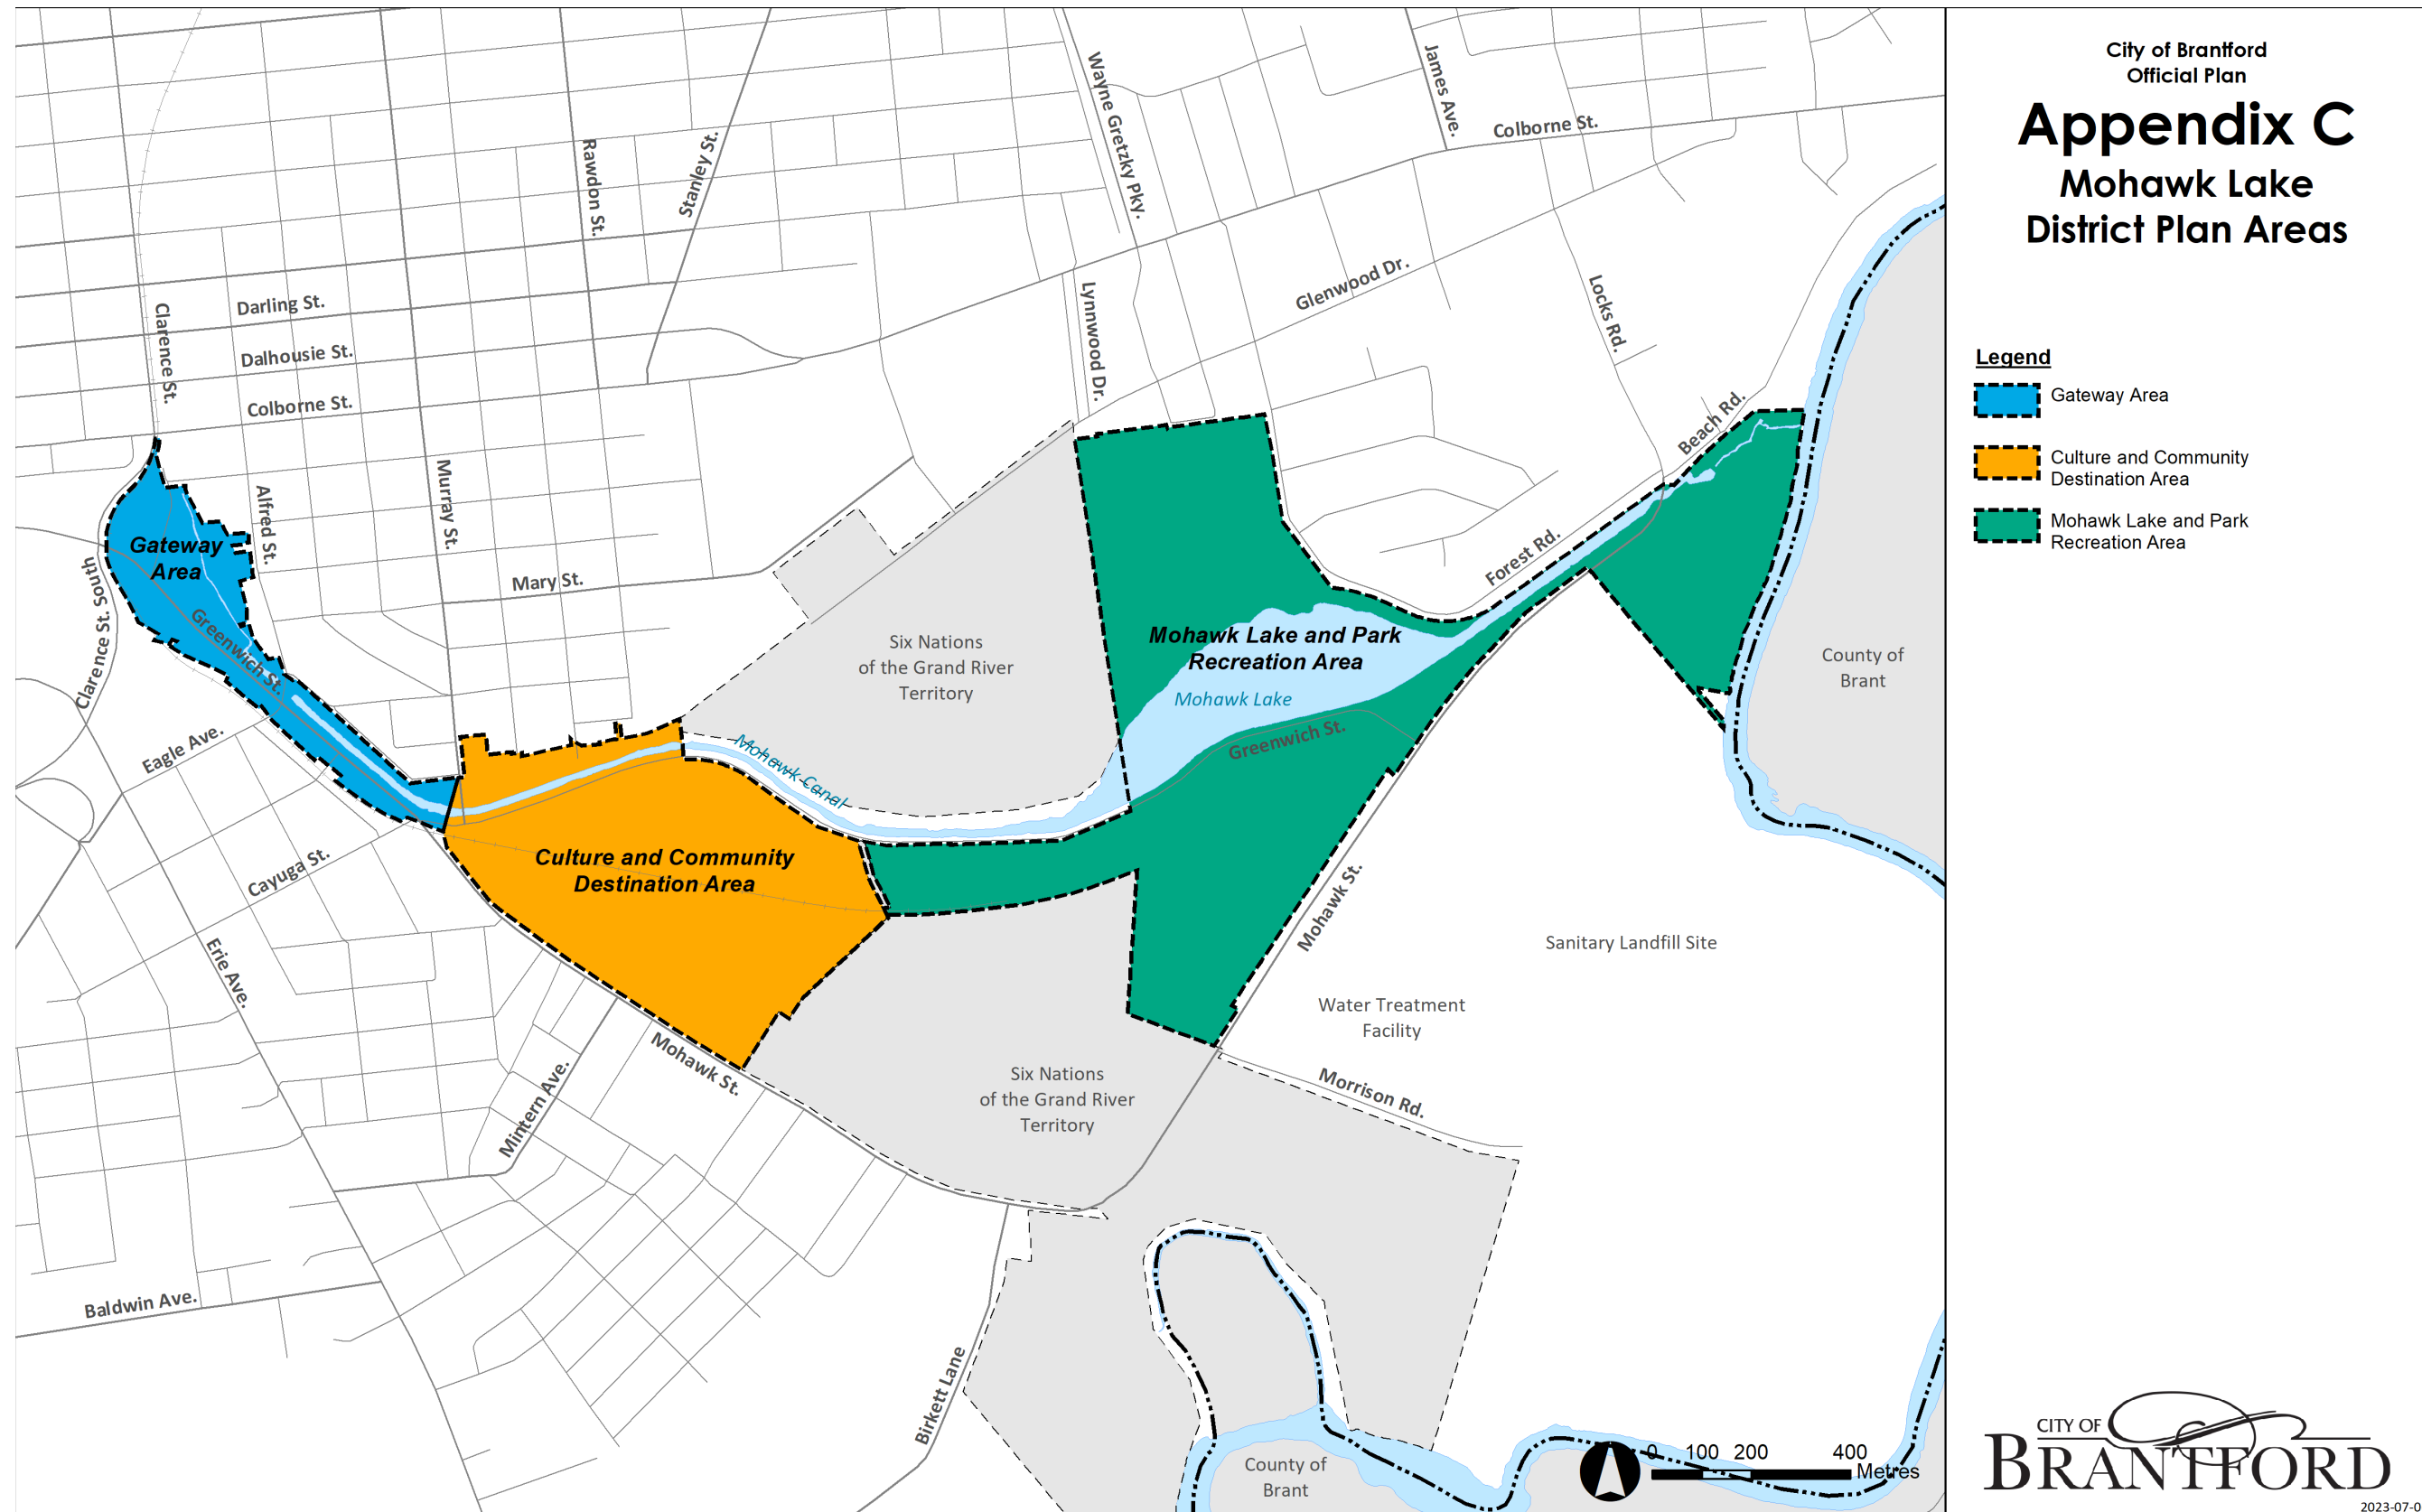 City of Brantford
Official Plan
Appendix C
Mohawk Lake
District Plan Areas
Legend
Gateway Area
Culture and Community
Destination Area
Mohawk Lake and Park
Recreation Area
Wayne Gretzky Pky.
James Ave.
Colborne St.
Rawdon St.
Stanley St.
Clarence St.
Darling St.
Dalhousie St.
Colborne St.
Lynnwood Dr.
Glenwood Dr.
Locks Rd.
Beach Rd.
Alfred St.
Murray St.
Mary St.
Forest Rd.
Gateway
Area
Clarence St. South
Greenwich St.
Eagle Ave.
Cayuga St.
Erie Ave.
Six Nations
of the Grand River
Territory
Mohawk Lake and Park
Recreation Area
Mohawk Lake
Greenwich St.
Mohawk Canal
County of
Brant
Culture and Community
Destination Area
Mohawk St.
Sanitary Landfill Site
Water Treatment
Facility
Morrison Rd.
Mohawk St.
Mintern Ave.
Six Nations
of the Grand River
Territory
Baldwin Ave.
Birkett Lane
County of
Brant
0 100 200 400
Metres
CITY OF
BRANTFORD
2023-07-0